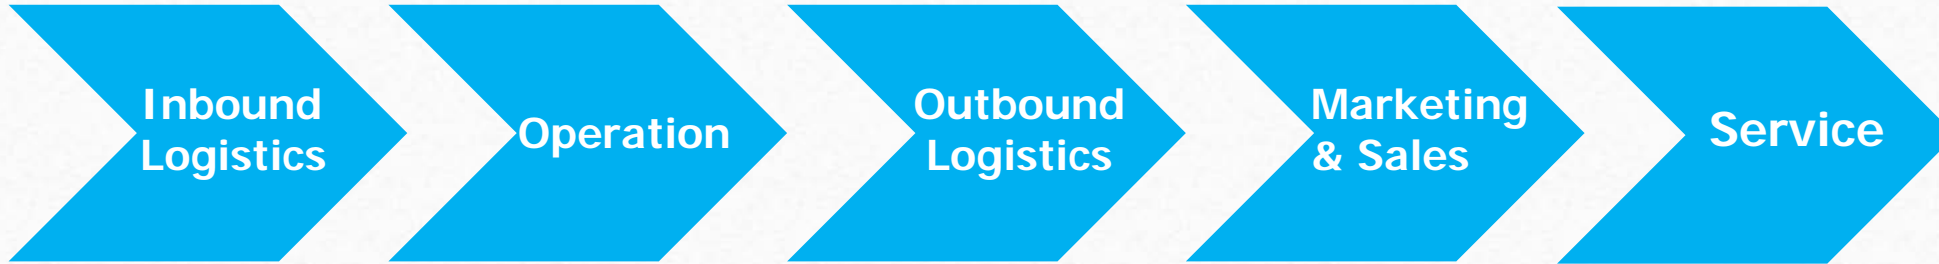 Inbound
Logistics
Operation
Outbound
Logistics
Marketing
& Sales
Service